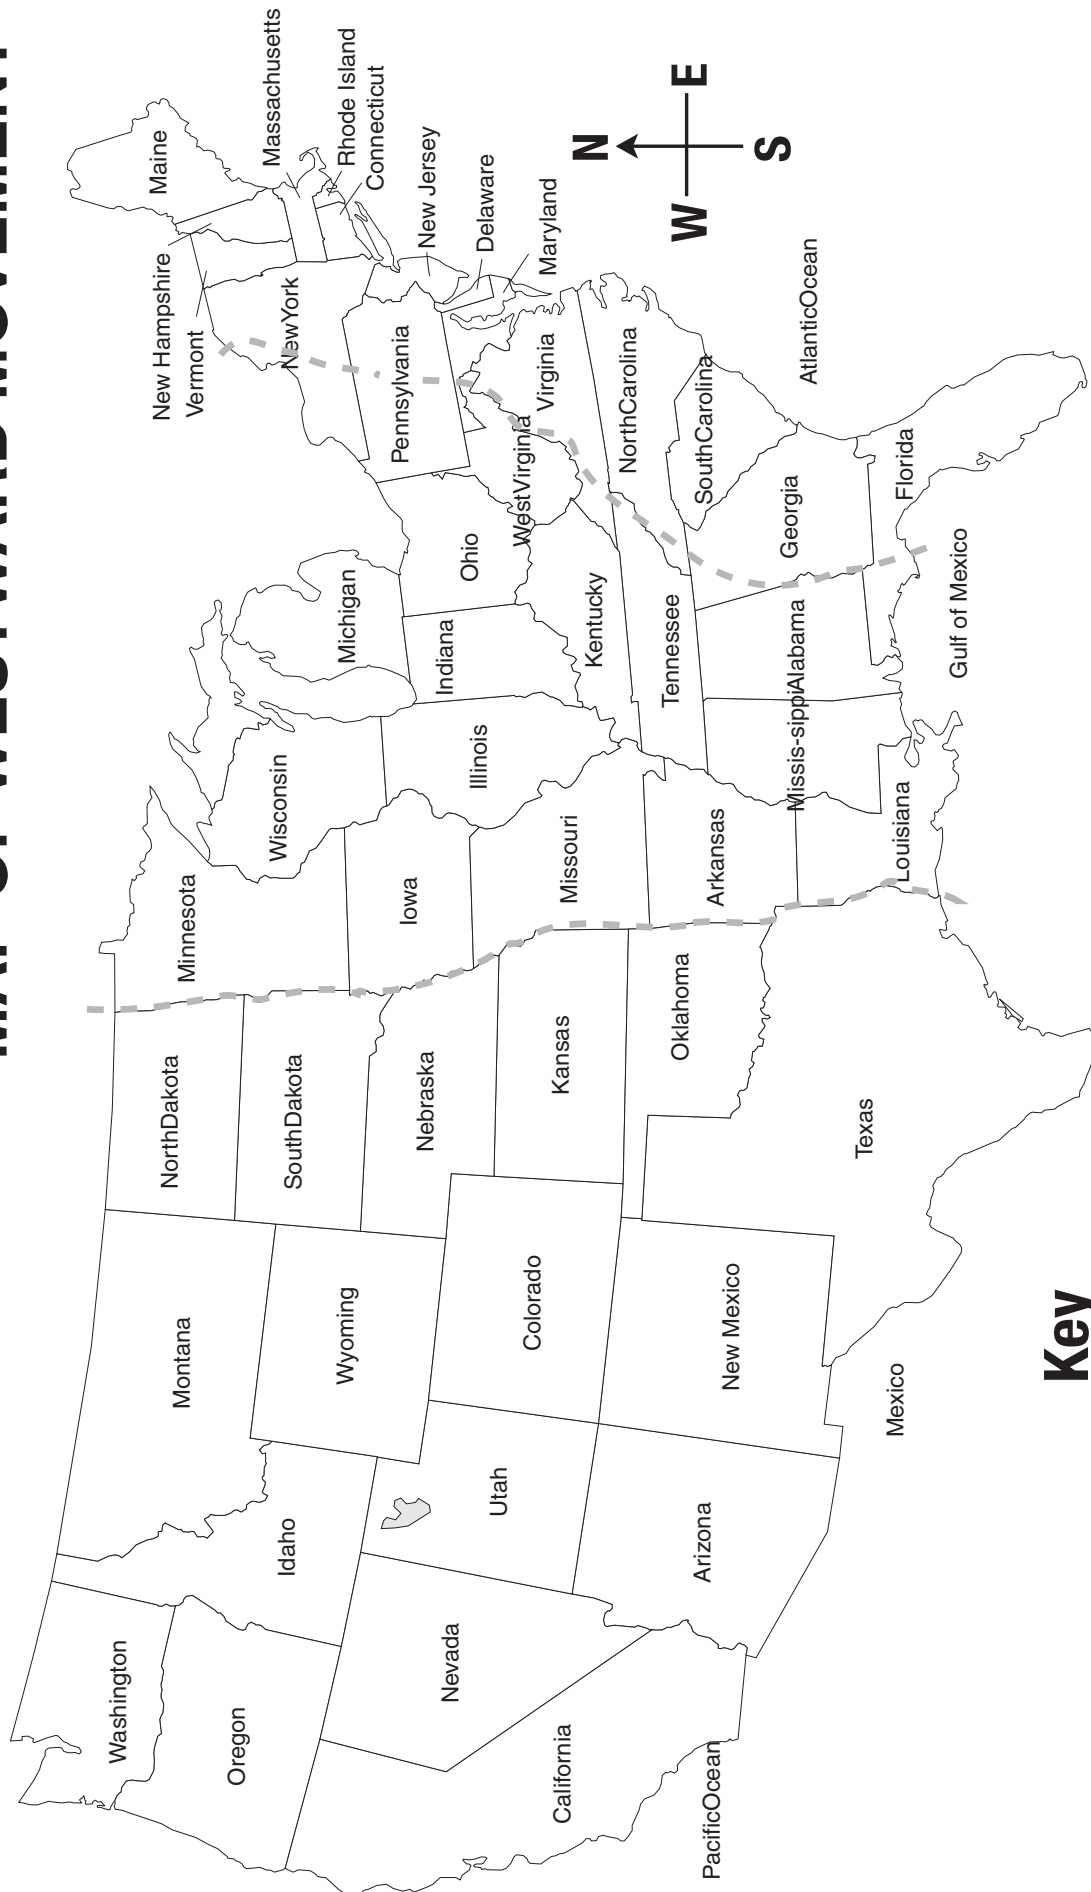 MAP OF WESTWARD MOVEMENT
Washington
Oregon
California
Nevada
Idaho
Montana
Wyoming
Utah
Arizona
Colorado
New Mexico
NorthDakota
SouthDakota
Nebraska
Kansas
Oklahoma
Texas
Minnesota
Iowa
Missouri
Arkansas
Louisiana
Wisconsin
Illinois
Michigan
Indiana
Ohio
Kentucky
Tennessee
Missis-sippi
Alabama
Georgia
Florida
SouthCarolina
NorthCarolina
Virginia
WestVirginia
Pennsylvania
NewYork
Vermont
New Hampshire
Maine
Massachusetts
Rhode Island
Connecticut
New Jersey
Delaware
Maryland
AtlanticOcean
Gulf of Mexico
Mexico
PacificOcean
N
W
E
S
Key